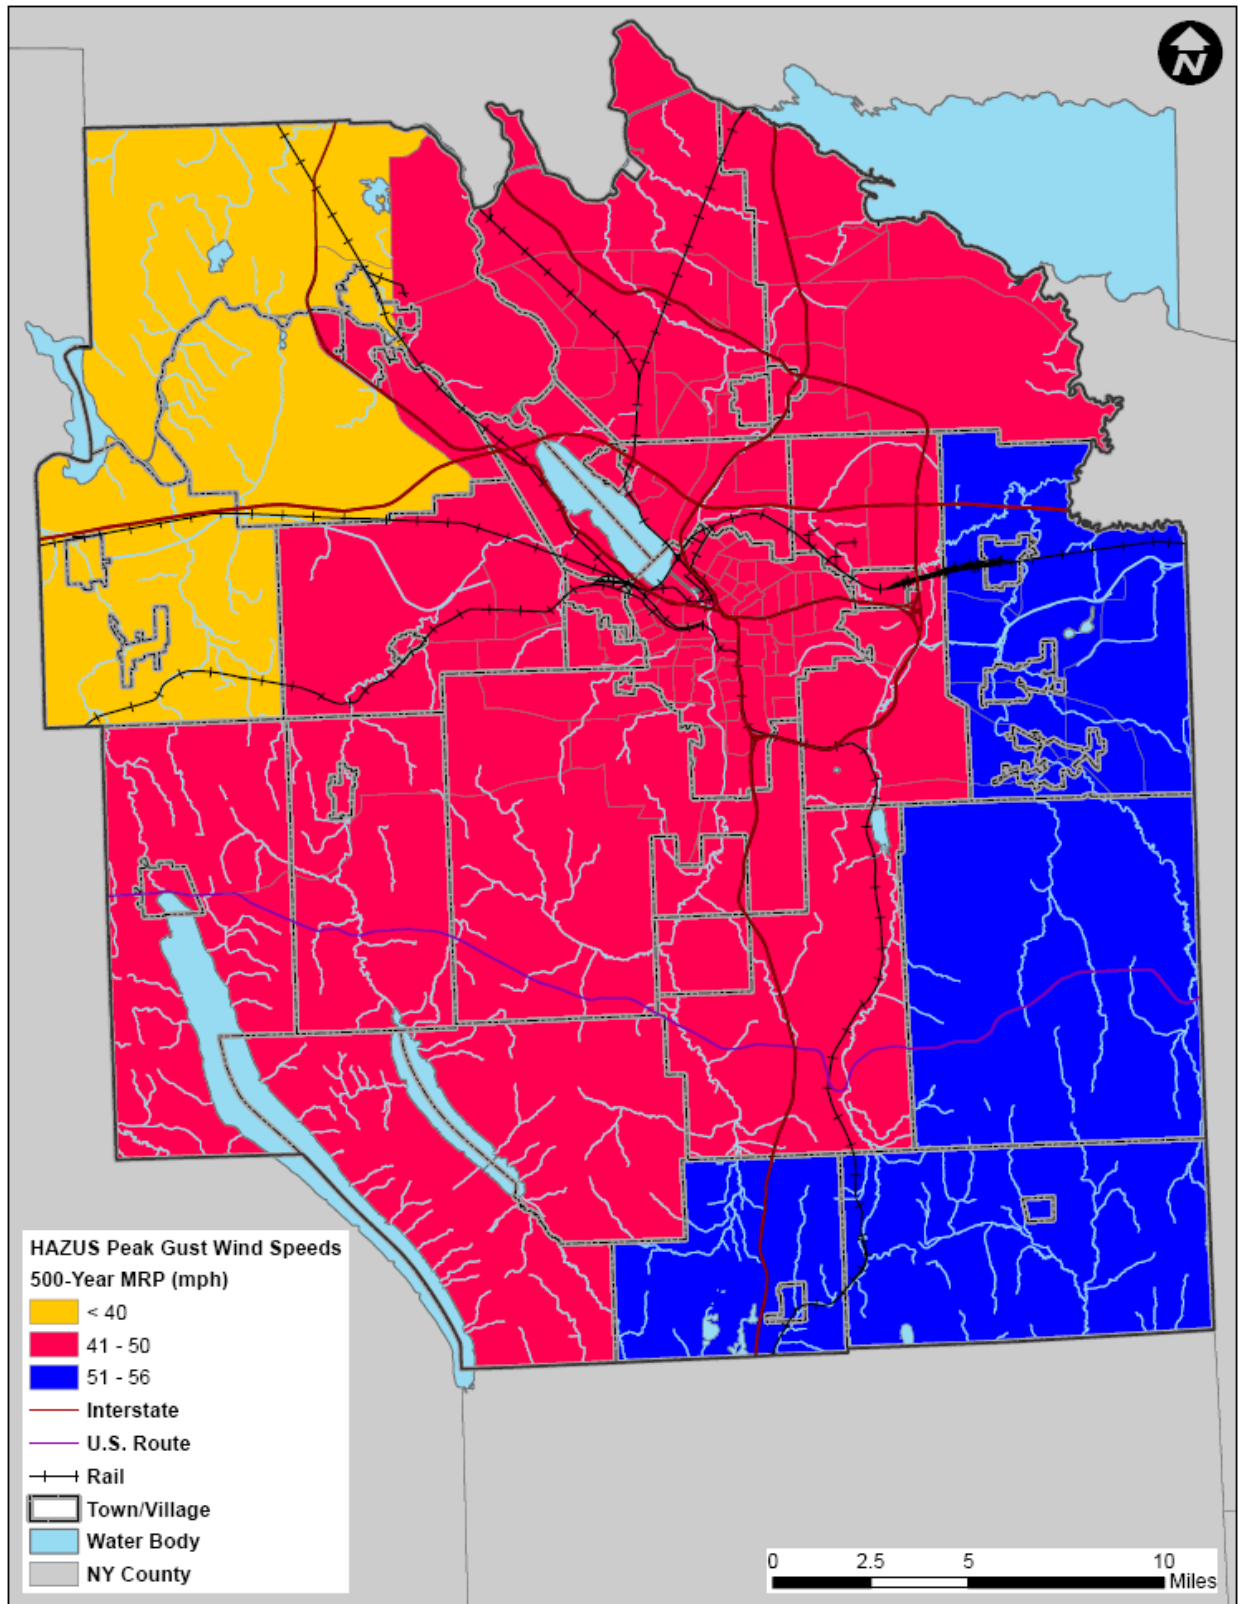 N
HAZUS Peak Gust Wind Speeds
500-Year MRP (mph)
< 40
41 - 50
51 - 56
Interstate
U.S. Route
Rail
Town/Village
Water Body
NY County
0 2.5 5 10
Miles